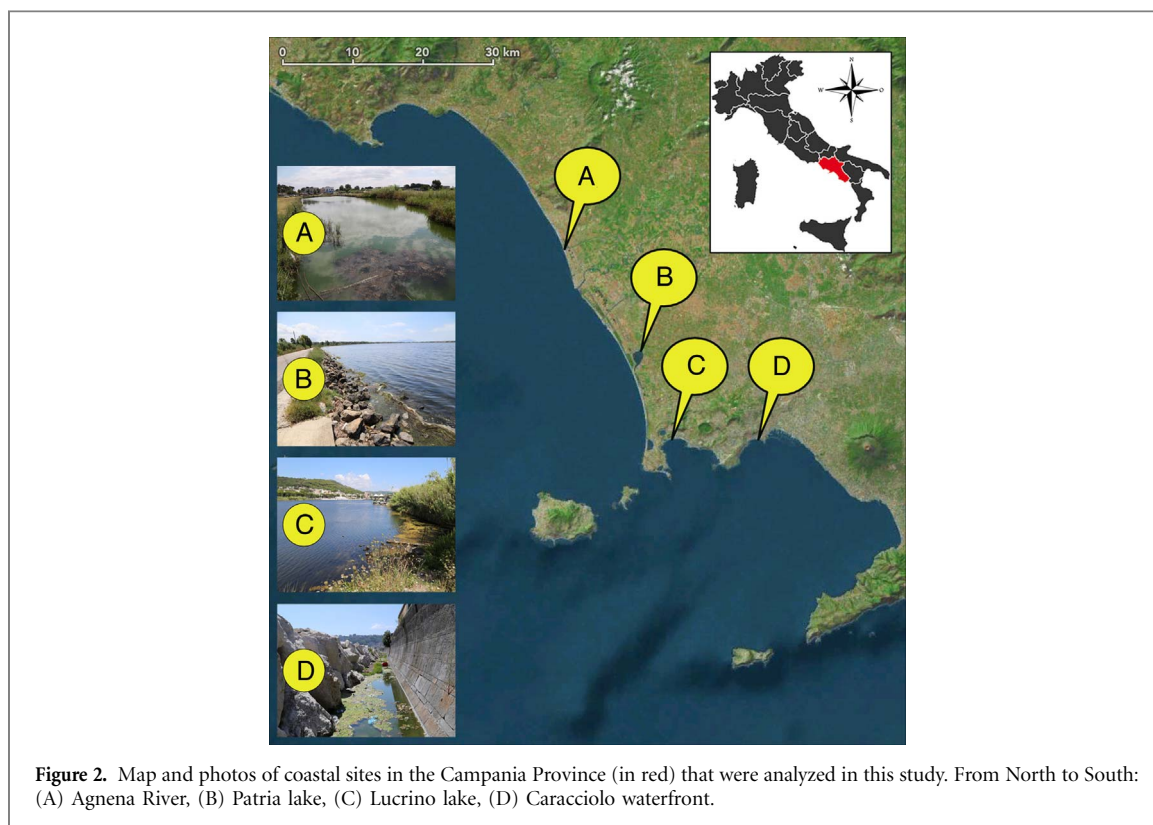 0 10 20 30 km
N
W O
S
A
B
C
D
A
B
C
D
Figure 2. Map and photos of coastal sites in the Campania Province (in red) that were analyzed in this study. From North to South:
(A) Agnena River, (B) Patria lake, (C) Lucrino lake, (D) Caracciolo waterfront.